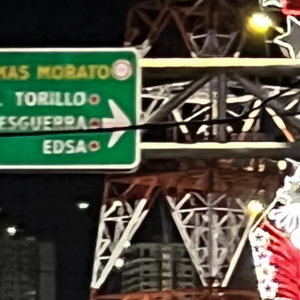 MAS MORATO
. TORILLO
ESGUERRA
EDSA